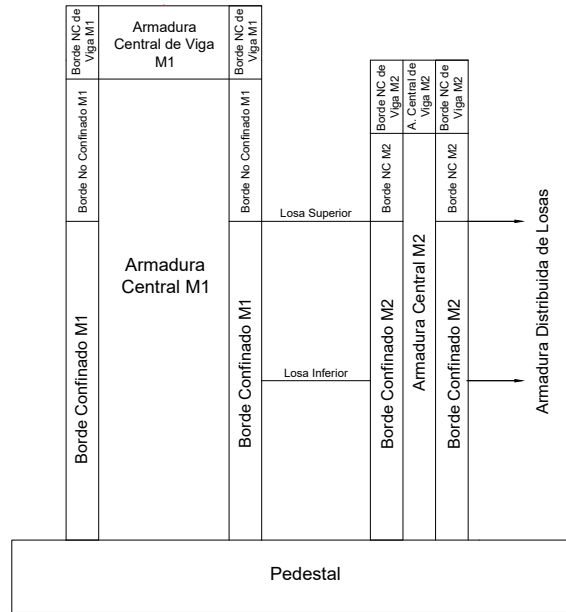 Borde NC de
Viga M1
Armadura
Central de Viga
M1
Borde NC de
Viga M1
Borde NC de
Viga M2
A. Central de
Viga M2
Borde NC de
Viga M2
Borde No Confinado M1
Borde No Confinado M1
Borde NC M2
Borde NC M2
Losa Superior
Armadura
Central M1
Armadura Central M2
Armadura Distribuida de Losas
Borde Confinado M1
Borde Confinado M1
Losa Inferior
Borde Confinado M2
Borde Confinado M2
Pedestal